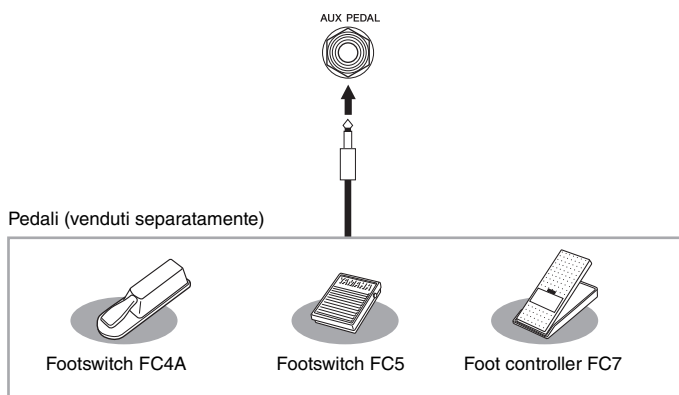 AUX PEDAL
Pedali (venduti separatamente)
YAMAHA
Footswitch FC4A
Footswitch FC5
Foot controller FC7